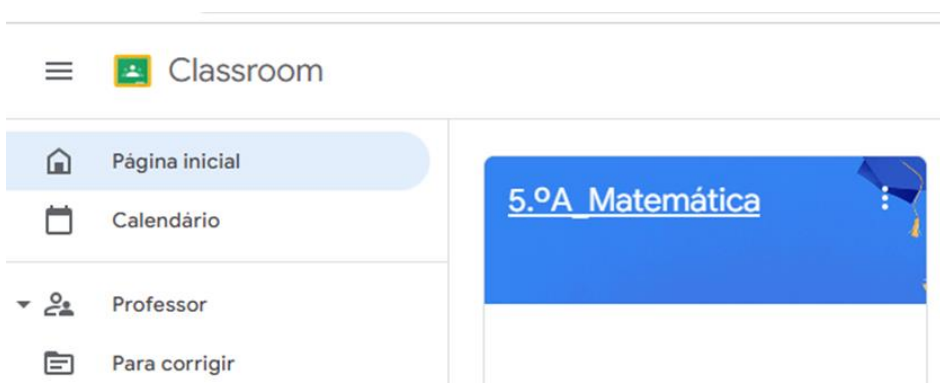 Classroom
Página inicial
Calendário
Professor
Para corrigir
5.ºA_Matemática